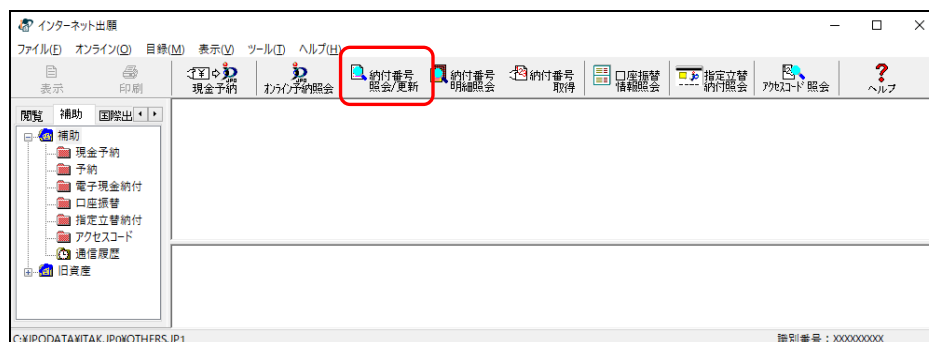 インターネット出願
ファイル(F) オンライン(O) 目録(M) 表示(V) ツール(T) ヘルプ(H)
表示 印刷 現金予納 オンライン予納照会 納付番号照会/更新 納付番号明細照会 納付番号取得 口座振替情報照会 指定立替納付照会 アクセスコード照会 ヘルプ
閲覧 補助 国際出
補助
現金予納
予納
電子現金納付
口座振替
指定立替納付
アクセスコード
通信履歴
旧資産
C:¥JPODATA¥ITAK.JP0¥OTHERS.JP1 識別番号：XXXXXXXXX